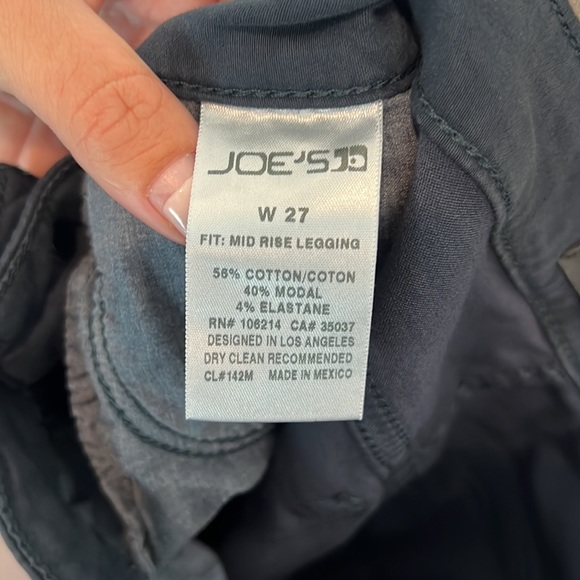 JOE'S JD
W 27
FIT: MID RISE LEGGING
56% COTTON/COTON
40% MODAL
4% ELASTANE
RN# 106214 CA# 35037
DESIGNED IN LOS ANGELES
DRY CLEAN RECOMMENDED
CL#142M MADE IN MEXICO